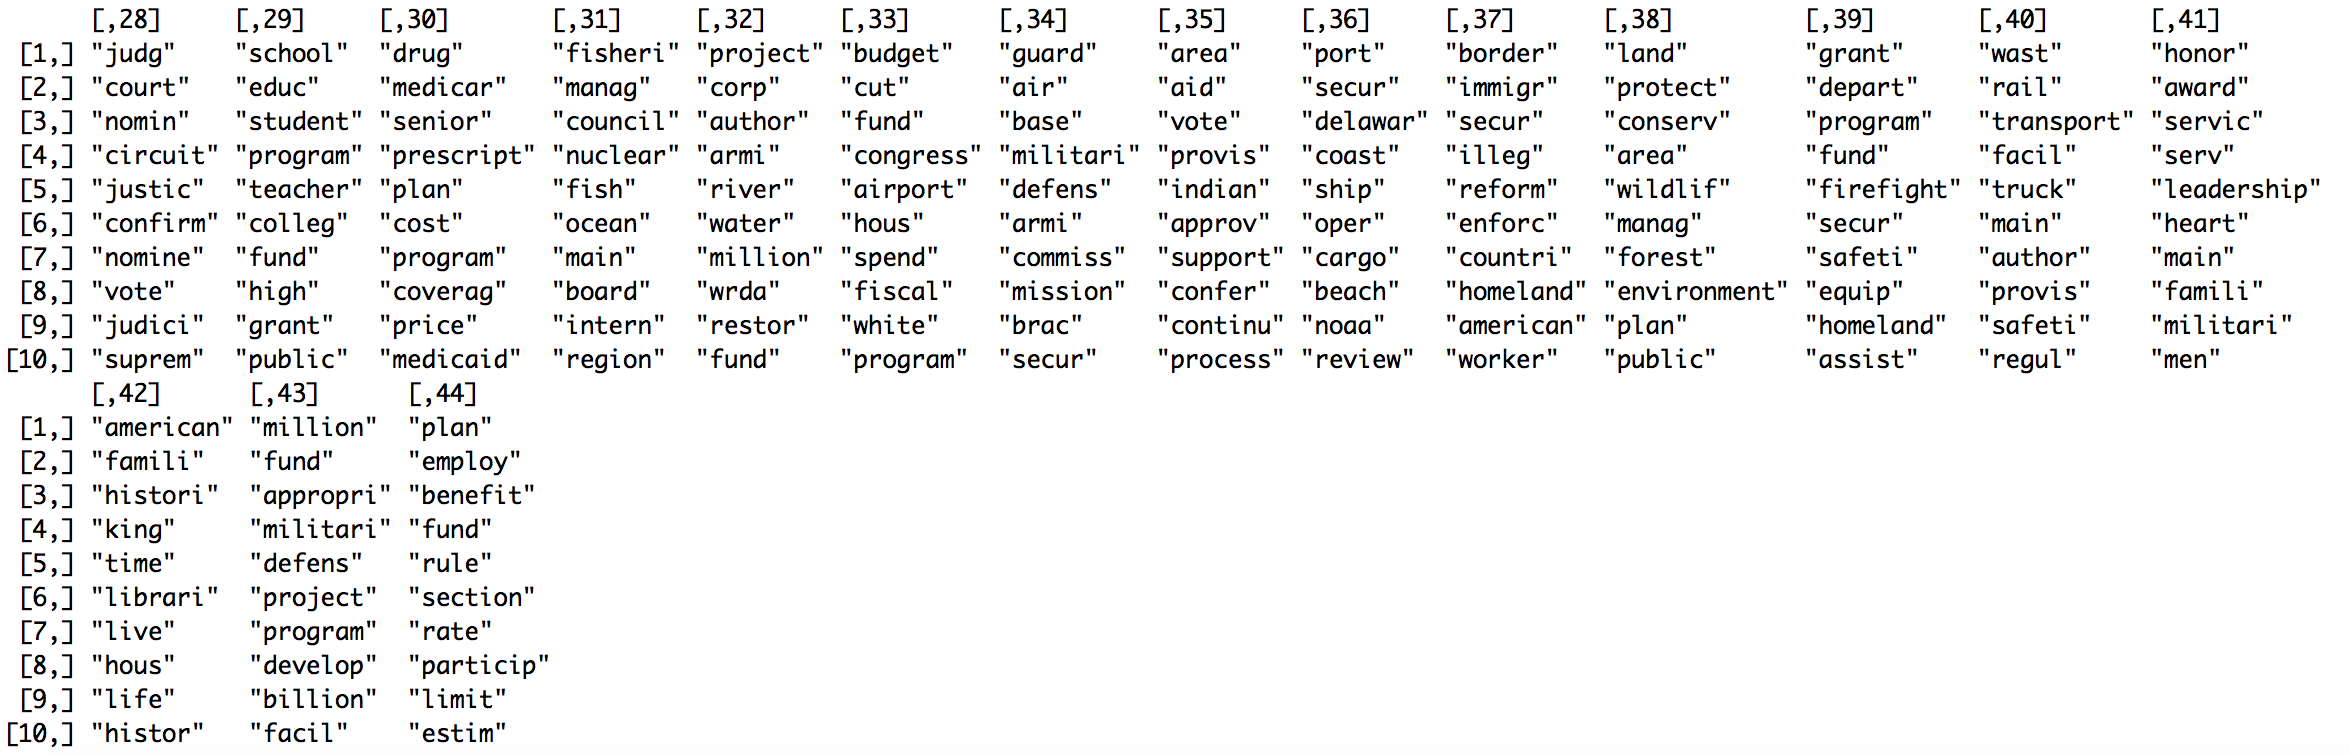 [,28] [,29] [,30] [,31] [,32] [,33] [,34] [,35] [,36] [,37] [,38] [,39] [,40] [,41]
[1,] "judg" "school" "drug" "fisheri" "project" "budget" "guard" "area" "port" "border" "land" "grant" "wast" "honor"
[2,] "court" "educ" "medicar" "manag" "corp" "cut" "air" "aid" "secur" "immigr" "protect" "depart" "rail" "award"
[3,] "nomin" "student" "senior" "council" "author" "fund" "base" "vote" "delawar" "secur" "conserv" "program" "transport" "servic"
[4,] "circuit" "program" "prescript" "nuclear" "armi" "congress" "militari" "provis" "coast" "illeg" "area" "fund" "facil" "serv"
[5,] "justic" "teacher" "plan" "fish" "river" "airport" "defens" "indian" "ship" "reform" "wildlif" "firefight" "truck" "leadership"
[6,] "confirm" "colleg" "cost" "ocean" "water" "hous" "armi" "approv" "oper" "enforc" "manag" "secur" "main" "heart"
[7,] "nomine" "fund" "program" "main" "million" "spend" "commiss" "support" "cargo" "countri" "forest" "safeti" "author" "main"
[8,] "vote" "high" "coverag" "board" "wrda" "fiscal" "mission" "confer" "beach" "homeland" "environment" "equip" "provis" "famili"
[9,] "judici" "grant" "price" "intern" "restor" "white" "brac" "continu" "noaa" "american" "plan" "homeland" "safeti" "militari"
[10,] "suprem" "public" "medicaid" "region" "fund" "program" "secur" "process" "review" "worker" "public" "assist" "regul" "men"
[,42] [,43] [,44]
[1,] "american" "million" "plan"
[2,] "famili" "fund" "employ"
[3,] "histori" "appropri" "benefit"
[4,] "king" "militari" "fund"
[5,] "time" "defens" "rule"
[6,] "librari" "project" "section"
[7,] "live" "program" "rate"
[8,] "hous" "develop" "particip"
[9,] "life" "billion" "limit"
[10,] "histor" "facil" "estim"